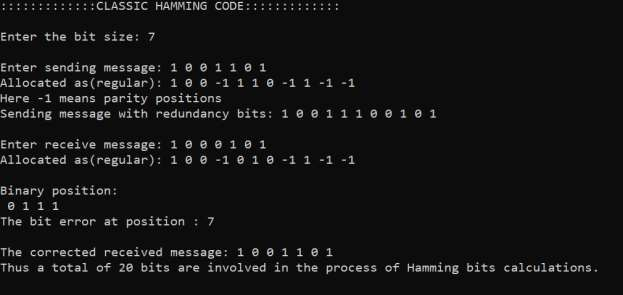 :::::::::::::CLASSIC HAMMING CODE:::::::::::::
Enter the bit size: 7
Enter sending message: 1 0 0 1 1 0 1
Allocated as(regular): 1 0 0 -1 1 1 0 -1 1 -1 -1
Here -1 means parity positions
Sending message with redundancy bits: 1 0 0 1 1 1 0 0 1 0 1
Enter receive message: 1 0 0 0 1 0 1
Allocated as(regular): 1 0 0 -1 0 1 0 -1 1 -1 -1
Binary position:
0 1 1 1
The bit error at position : 7
The corrected received message: 1 0 0 1 1 0 1
Thus a total of 20 bits are involved in the process of Hamming bits calculations.